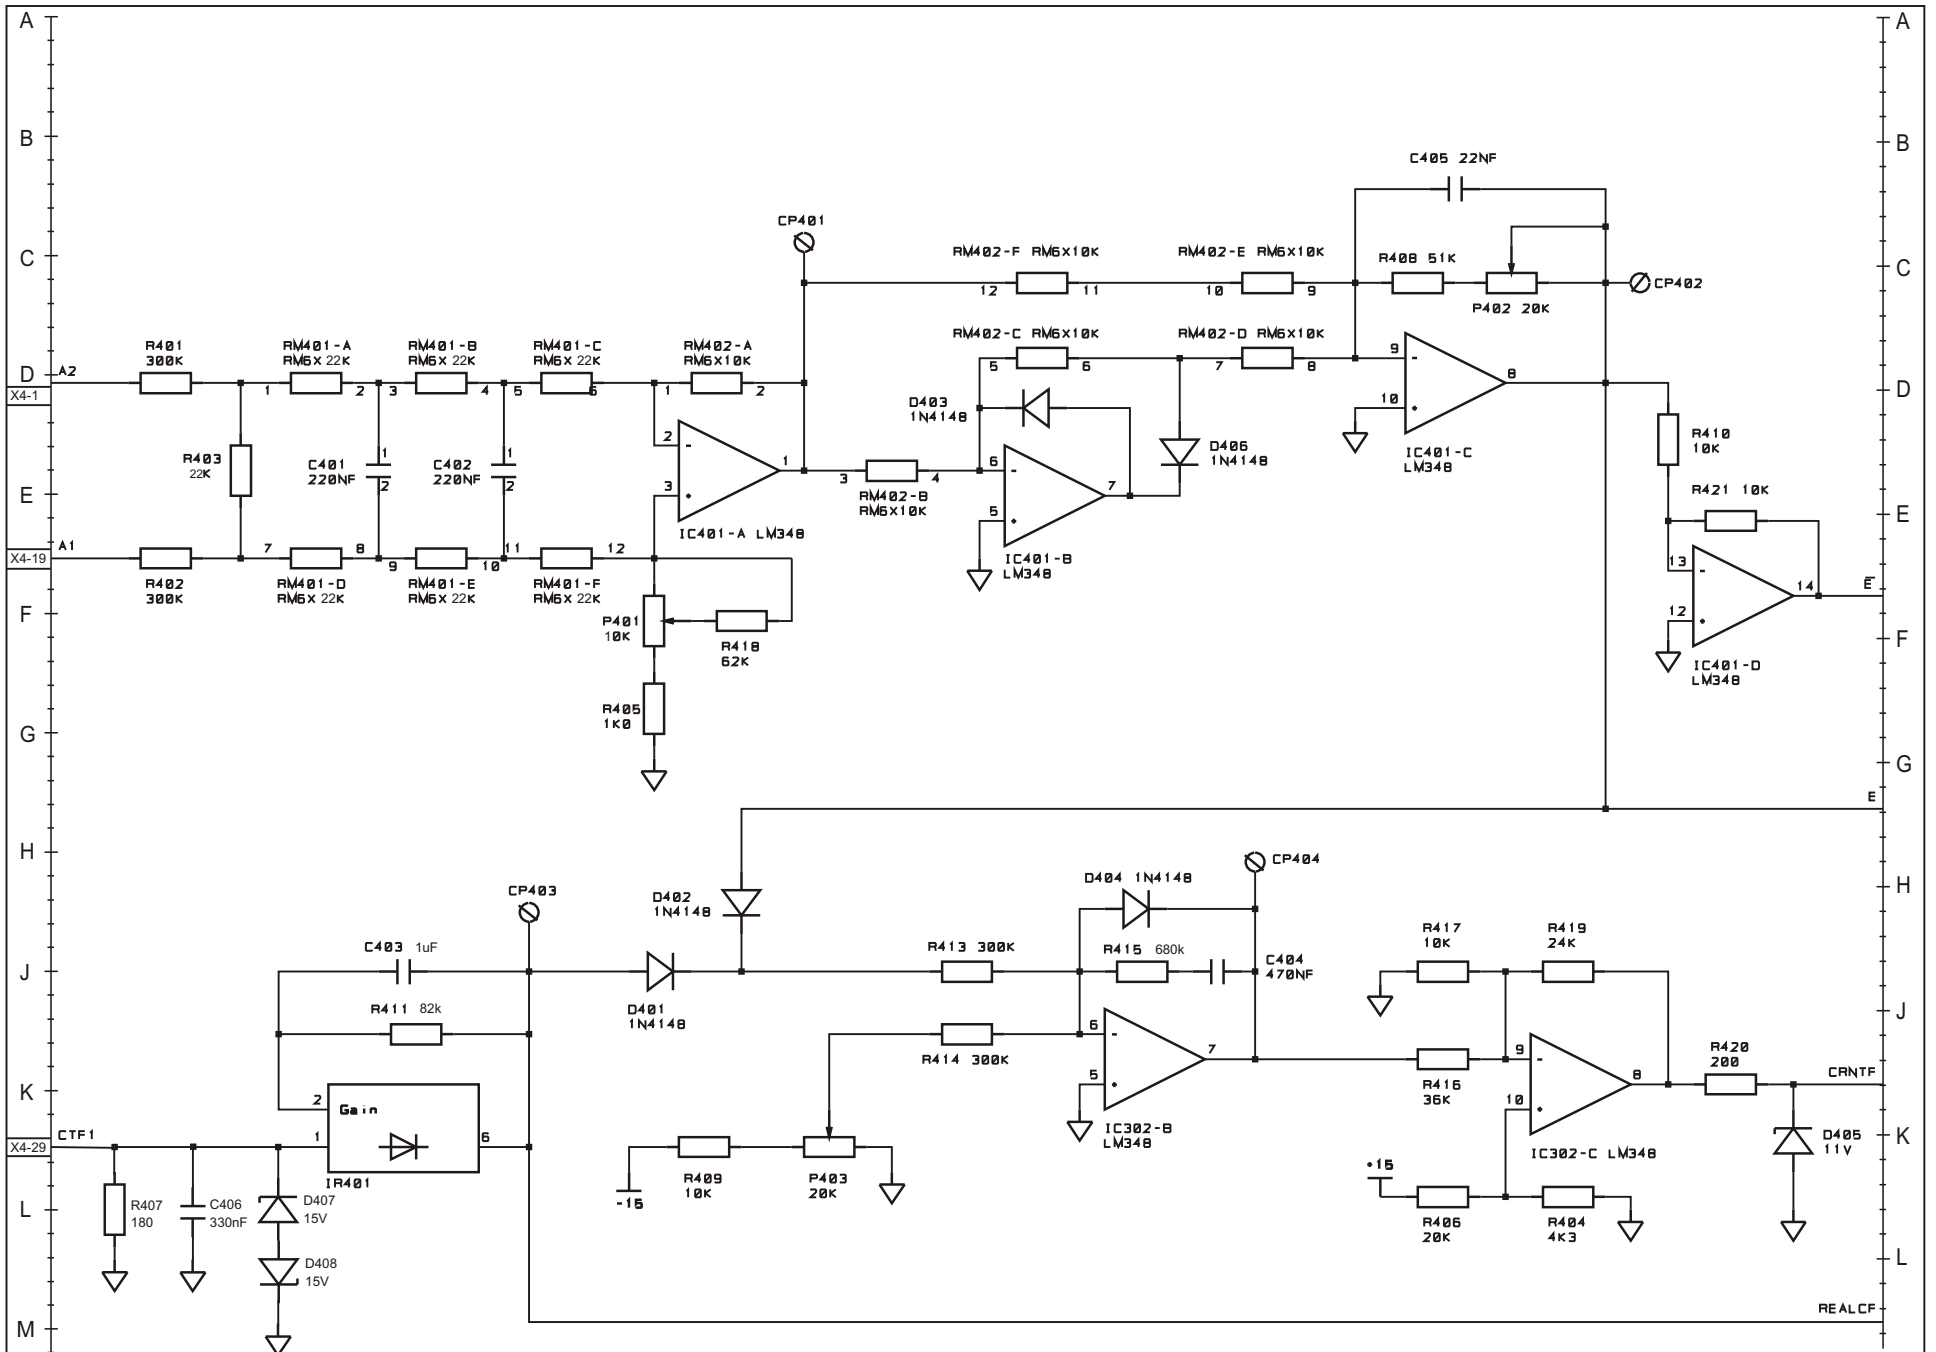 A
A
B
B
C405 22NF
CP401
C
C
RM402-F RM6X10K
RM402-E RM6X10K
R408 51K
12
11
10
9
CP402
P402 20K
R401
300K
RM401-A
RM6X 22K
RM401-B
RM6X 22K
RM401-C
RM6X 22K
RM402-A
RM6X10K
RM402-C RM6X10K
RM402-D RM6X10K
5
6
7
8
9
-
8
D
D
A2
X4-1
1
2
3
4
5
6
1
2
D403
1N4148
10
+
IC401-C
LM348
R410
10K
R403
22K
C401
220NF
1
2
C402
220NF
1
2
2
-
1
3
+
IC401-A LM348
3
4
RM402-B
RM6X10K
6
-
7
5
+
IC401-B
LM348
D406
1N4148
R421 10K
E
E
A1
X4-19
7
8
9
10
11
12
R402
300K
RM401-D
RM6X 22K
RM401-E
RM6X 22K
RM401-F
RM6X 22K
13
-
14
12
+
IC401-D
LM348
E̅
F
F
P401
10K
R418
62K
R405
1K0
G
G
E
H
H
CP403
D402
1N4148
D404 1N4148
CP404
C403 1uF
R413 300K
R415 680k
C404
470NF
R417
10K
R419
24K
J
J
R411 82k
D401
1N4148
R414 300K
6
-
7
5
+
IC302-B
LM348
R416
36K
9
-
8
10
+
IC302-C LM348
R420
200
CRNTF
K
K
2
Gain
1
6
IR401
CTF1
X4-29
D405
11V
-15
R409
10K
P403
20K
+15
R406
20K
R404
4K3
L
L
R407
180
C406
330nF
D407
15V
D408
15V
REALCF
M